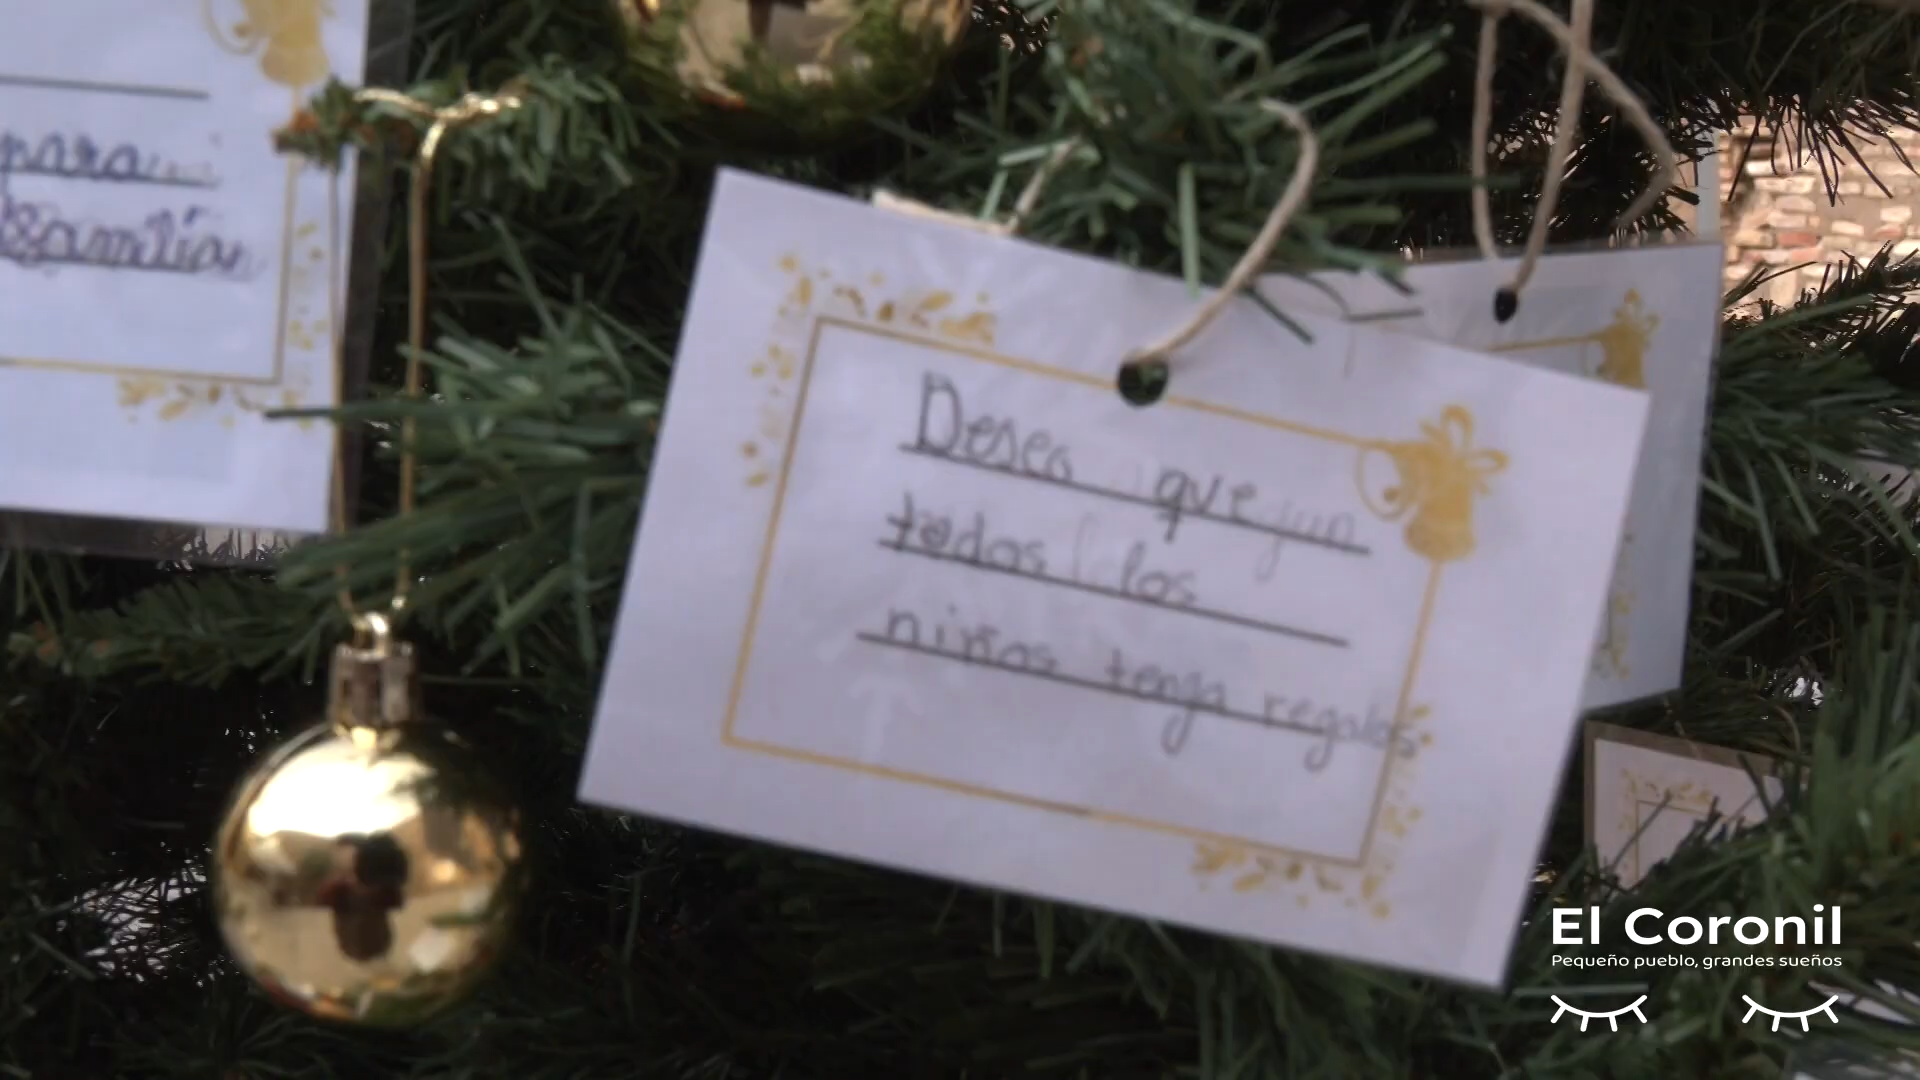 para
familia
Deseo que
todos los
niños tenga regalos
El Coronil
Pequeño pueblo, grandes sueños